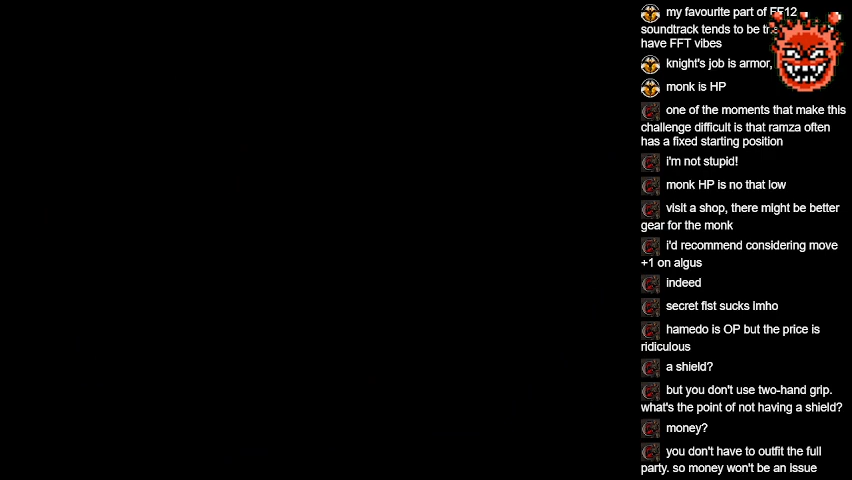 my favourite part of FF12
soundtrack tends to be
have FFT vibes
knight's job is armor,
monk is HP
one of the moments that make this
challenge difficult is that ramza often
has a fixed starting position
i'm not stupid!
monk HP is no that low
visit a shop, there might be better
gear for the monk
i'd recommend considering move
+1 on algus
indeed
secret fist sucks imho
hamedo is OP but the price is
ridiculous
a shield?
but you don't use two-hand grip.
what's the point of not having a shield?
money?
you don't have to outfit the full
party. so money won't be an issue